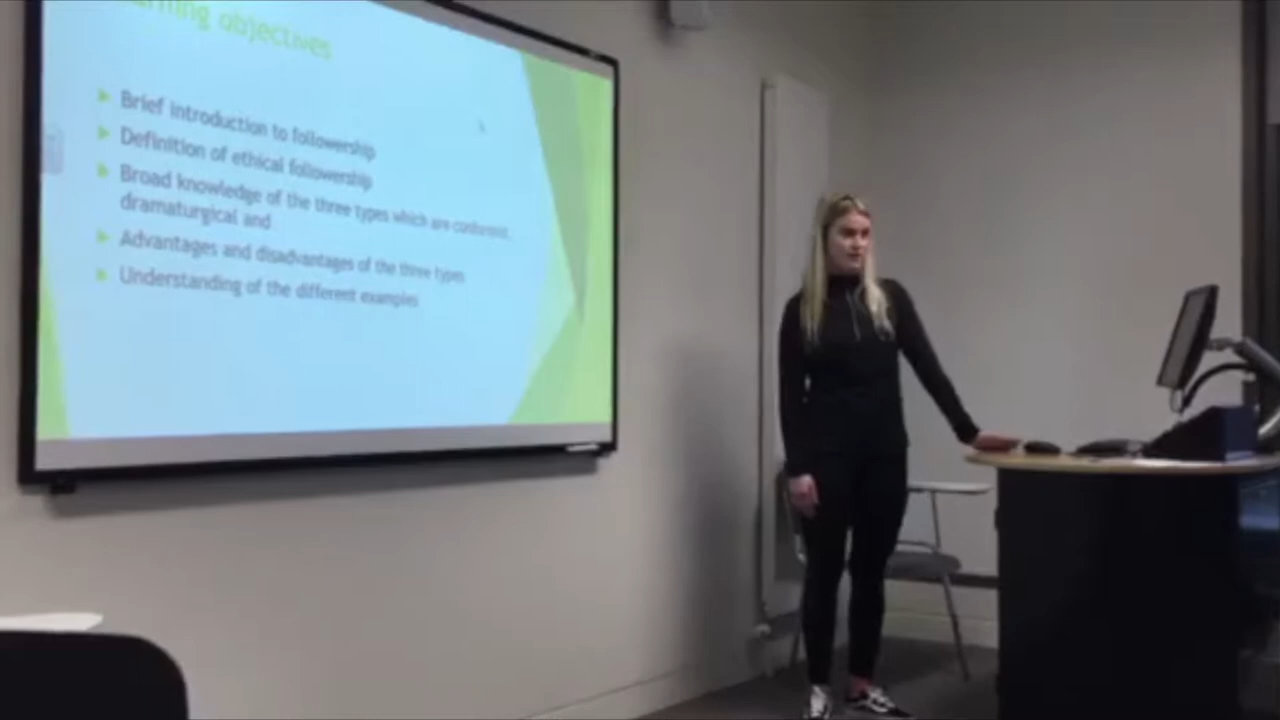 objectives
Brief introduction to followership
Definition of ethical followership
Broad knowledge of the three types which are conformist,
dramaturgical and
Advantages and disadvantages of the three types
Understanding of the different examples